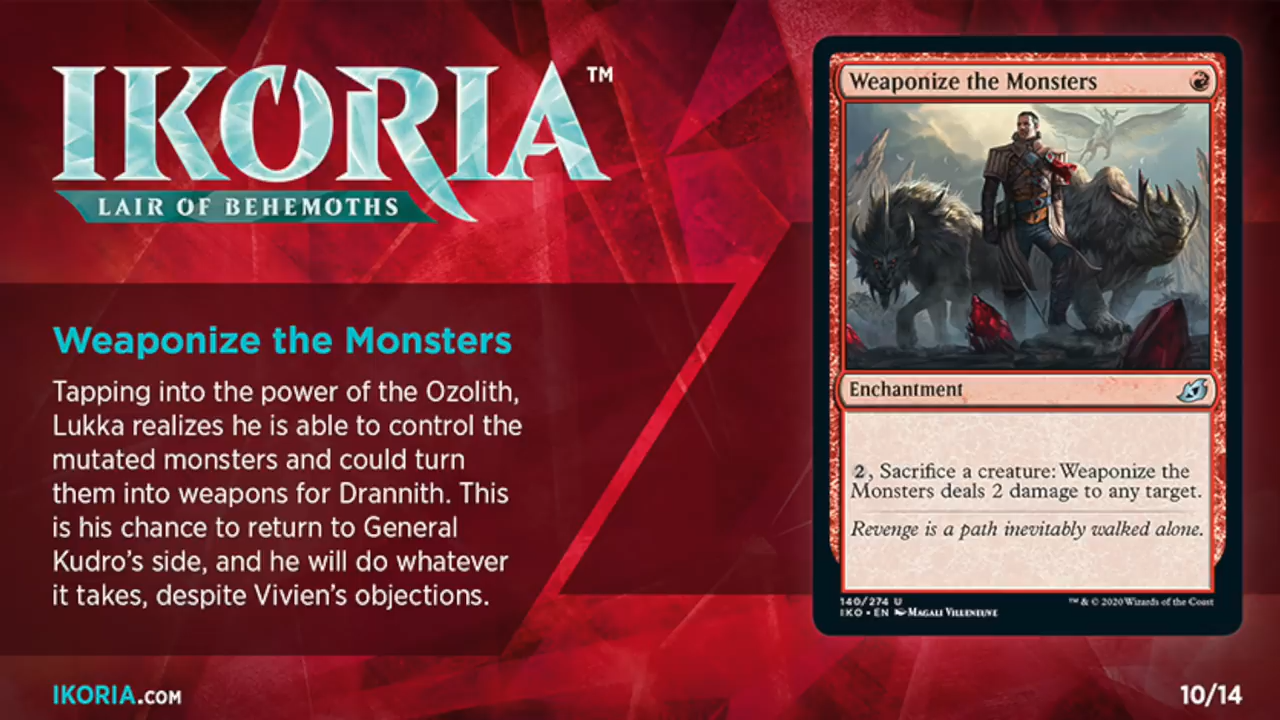 IKORIA™
LAIR OF BEHEMOTHS
Weaponize the Monsters
Tapping into the power of the Ozolith,
Lukka realizes he is able to control the
mutated monsters and could turn
them into weapons for Drannith. This
is his chance to return to General
Kudro's side, and he will do whatever
it takes, despite Vivien's objections.
IKORIA.COM
Weaponize the Monsters
Enchantment
2, Sacrifice a creature: Weaponize the
Monsters deals 2 damage to any target.
Revenge is a path inevitably walked alone.
140/274 U
IKO • EN Magali Villeneuve
™ & © 2020 Wizards of the Coast
10/14